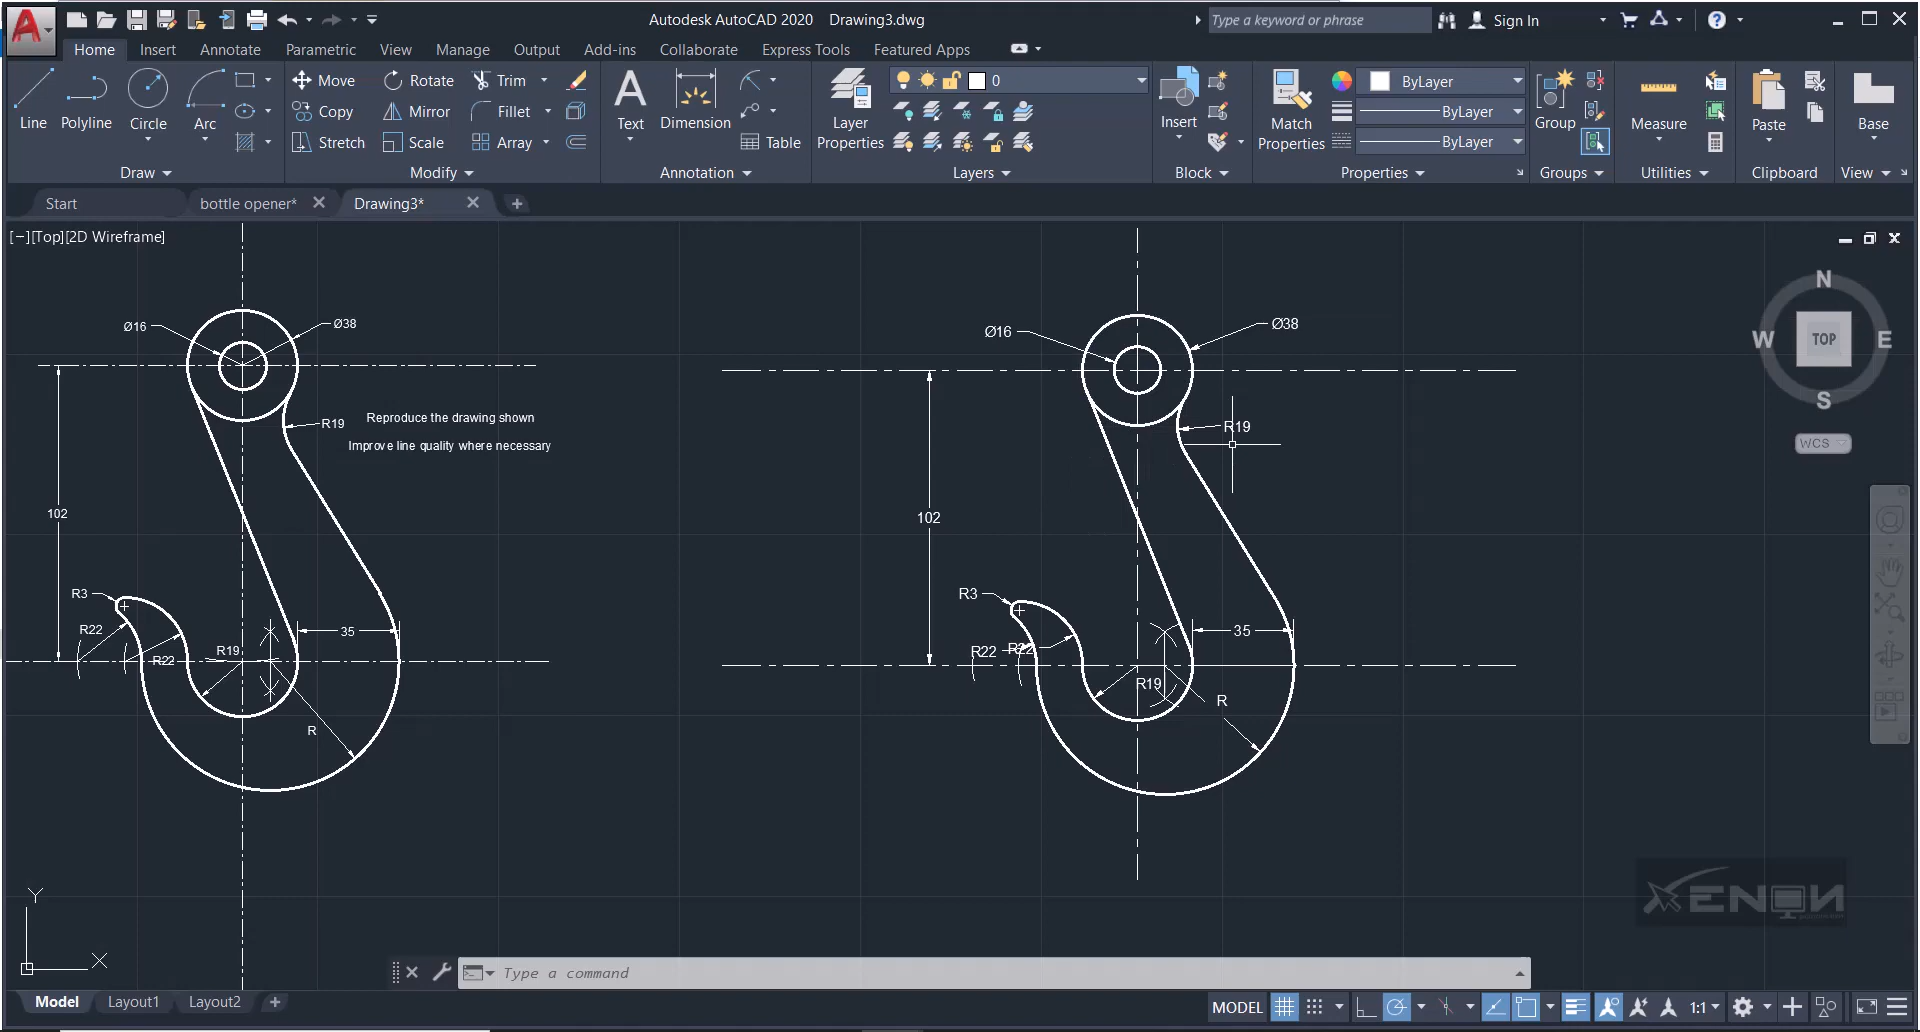 Autodesk AutoCAD 2020 Drawing3.dwg
Type a keyword or phrase
Sign In
Home Insert Annotate Parametric View Manage Output Add-ins Collaborate Express Tools Featured Apps
Line Polyline Circle Arc
Move Rotate Trim
Copy Mirror Fillet
Stretch Scale Array
Text Dimension Table
Layer Properties
0
Insert
Match Properties
ByLayer
ByLayer
ByLayer
Group
Measure
Paste
Base
Draw Modify Annotation Layers Block Properties Groups Utilities Clipboard View
Start bottle opener* Drawing3*
[−][Top][2D Wireframe]
Ø16
Ø38
R19
Reproduce the drawing shown
Improve line quality where necessary
102
R3
R22
R22
R19
35
R
Ø16
Ø38
R19
102
R3
R22
R22
R19
35
R
N
W TOP E
S
WCS
XENON
Y
X
Type a command
Model Layout1 Layout2
MODEL
1:1